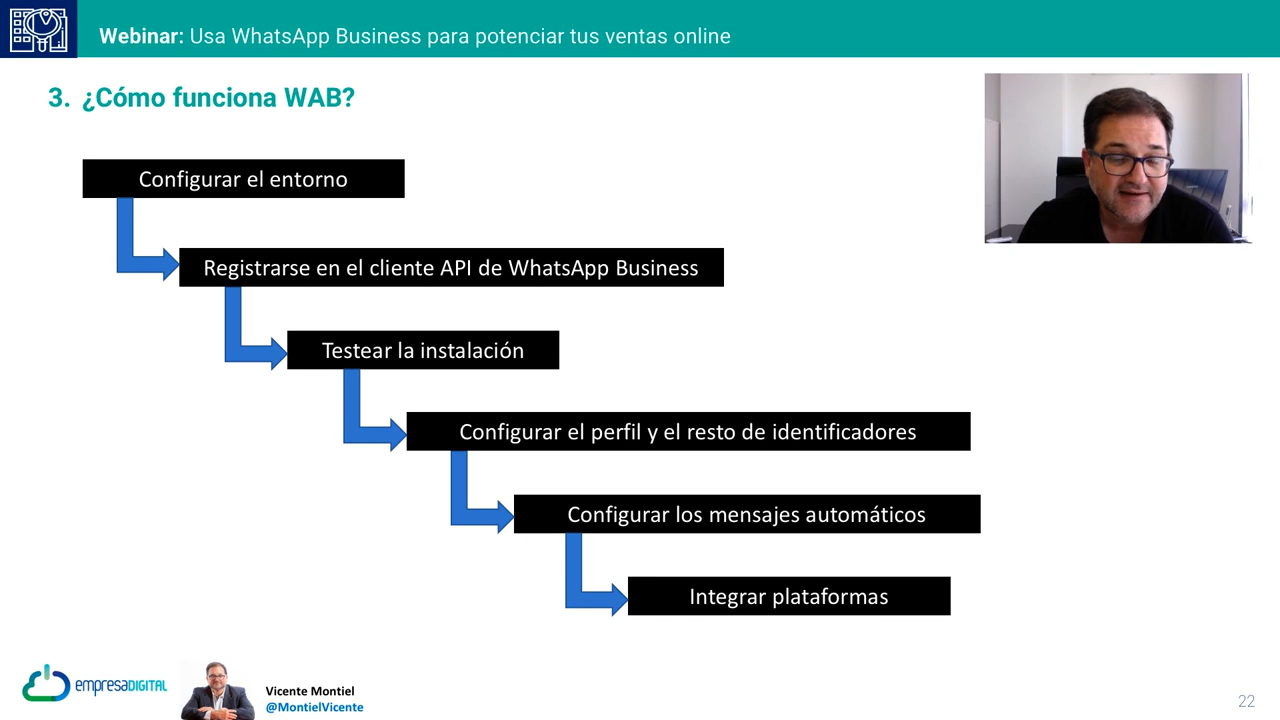 Webinar: Usa WhatsApp Business para potenciar tus ventas online
3. ¿Cómo funciona WAB?
Configurar el entorno
Registrarse en el cliente API de WhatsApp Business
Testear la instalación
Configurar el perfil y el resto de identificadores
Configurar los mensajes automáticos
Integrar plataformas
empresaDIGITAL
Vicente Montiel
@MontielVicente
22